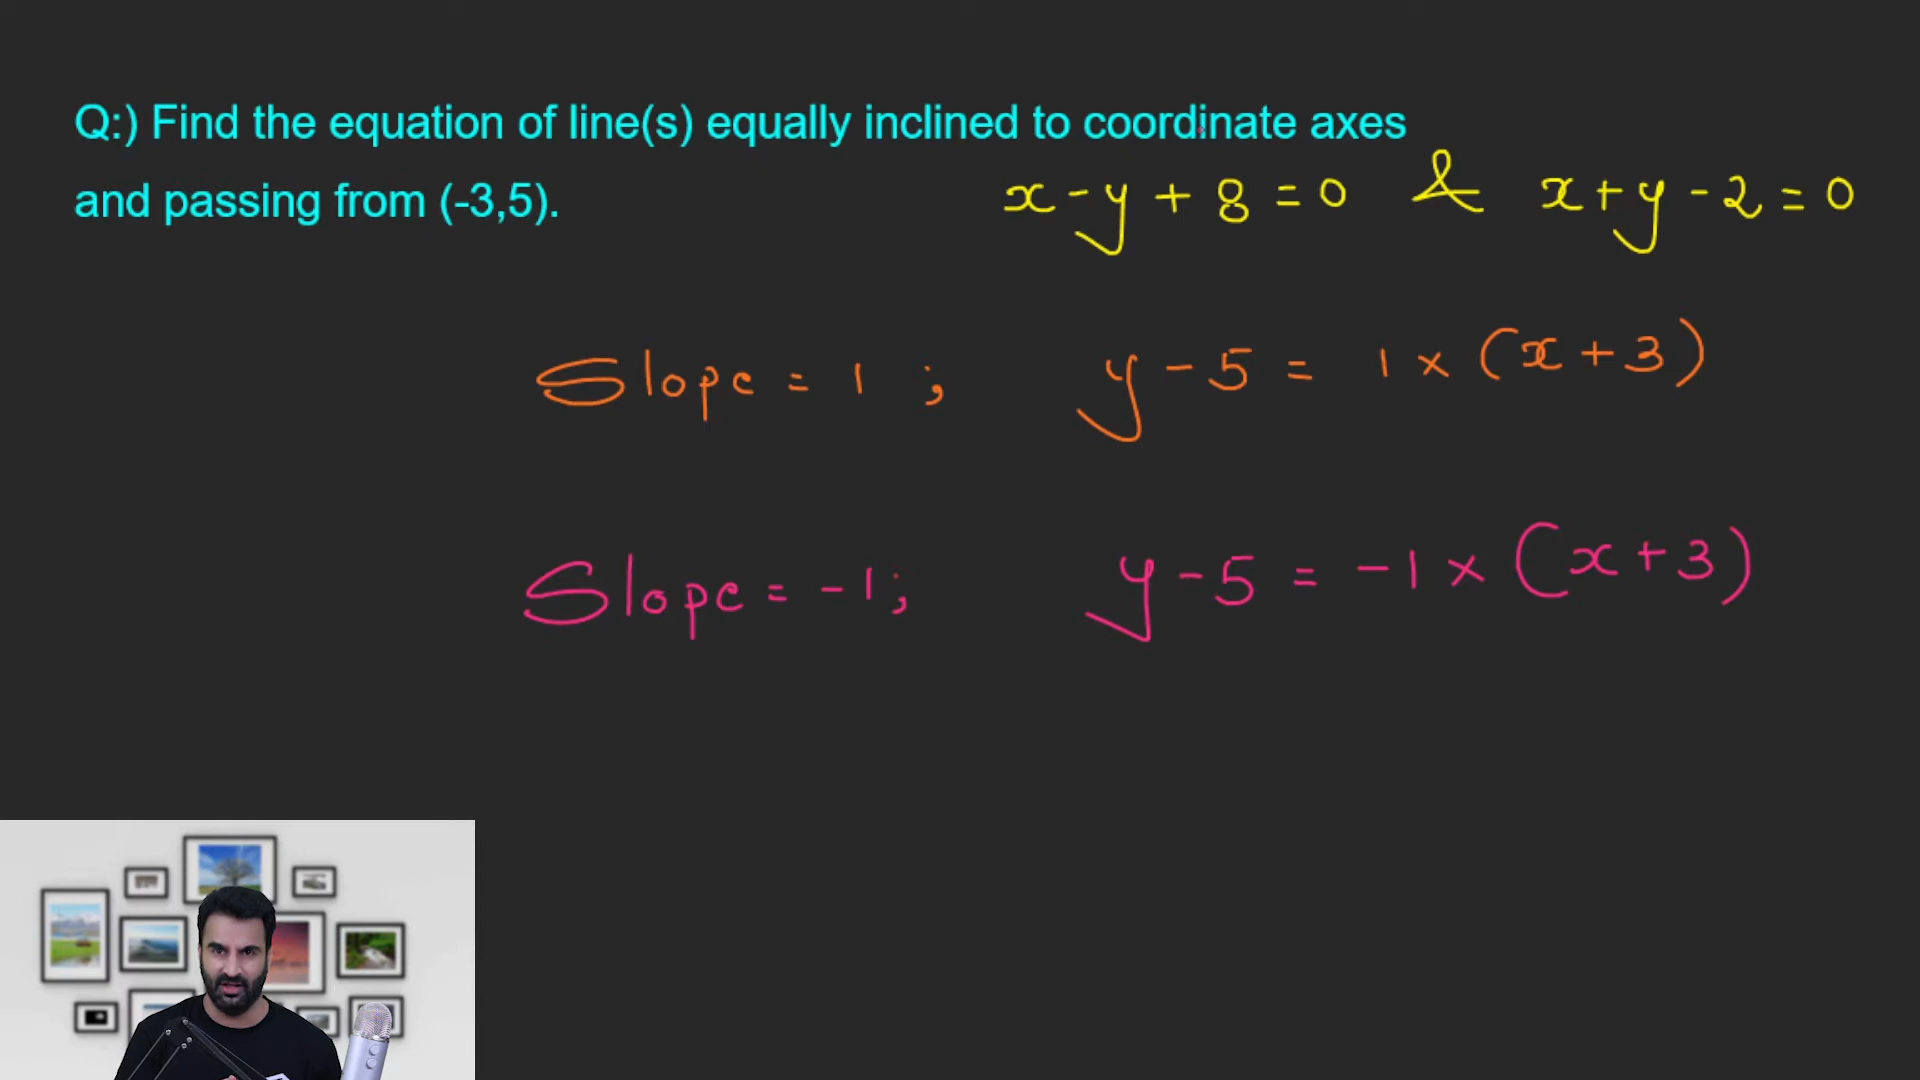 Q:) Find the equation of line(s) equally inclined to coordinate axes
and passing from (-3,5).
x - y + 8 = 0 & x + y - 2 = 0
Slope = 1 ; y - 5 = 1 × (x + 3)
Slope = -1; y - 5 = -1 × (x + 3)